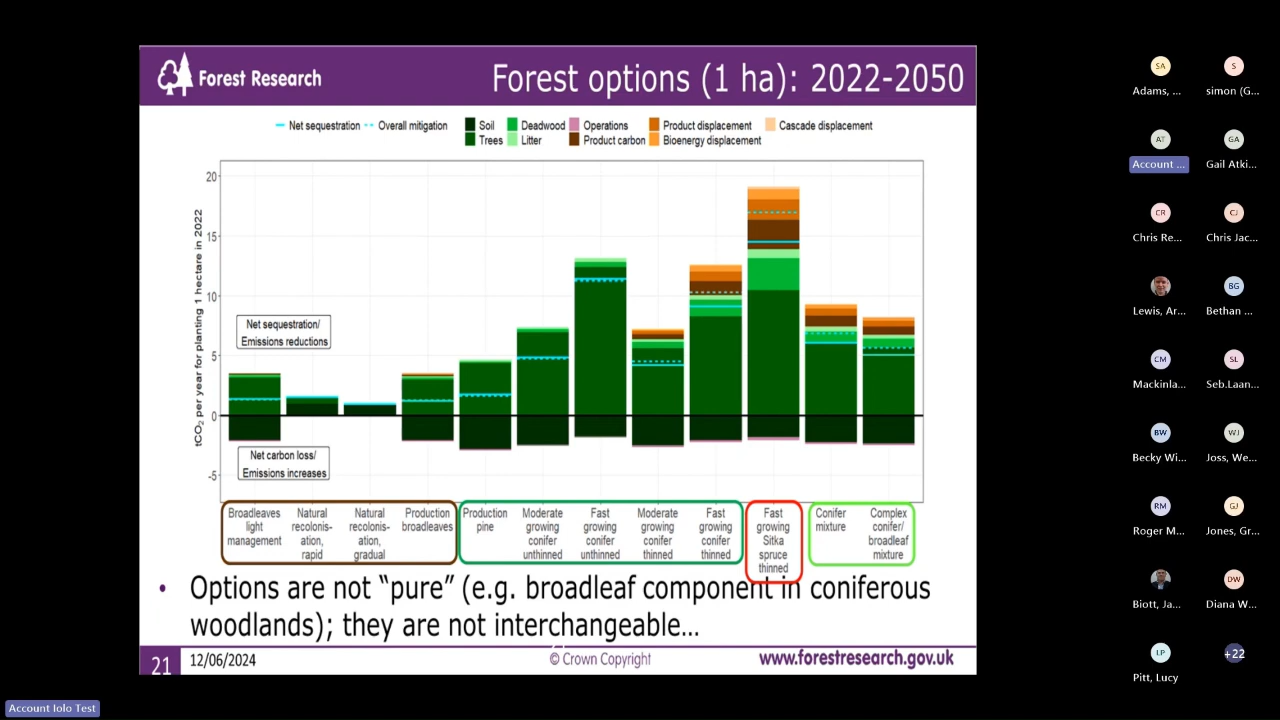 Forest Research
Forest options (1 ha): 2022-2050
Net sequestration
Overall mitigation
Soil
Deadwood
Operations
Product displacement
Cascade displacement
Trees
Litter
Product carbon
Bioenergy displacement
tCO₂ per year for planting 1 hectare in 2022
20
15
10
5
0
-5
Net sequestration/
Emissions reductions
Net carbon loss/
Emissions increases
Broadleaves
light
management
Natural
recolonis-
ation,
rapid
Natural
recolonis-
ation,
gradual
Production
broadleaves
Production
pine
Moderate
growing
conifer
unthinned
Fast
growing
conifer
unthinned
Moderate
growing
conifer
thinned
Fast
growing
conifer
thinned
Fast
growing
Sitka
spruce
thinned
Conifer
mixture
Complex
conifer/
broadleaf
mixture
• Options are not “pure” (e.g. broadleaf component in coniferous
woodlands); they are not interchangeable...
21
12/06/2024
© Crown Copyright
www.forestresearch.gov.uk
SA
Adams, ...
S
simon (G...
AT
Account ...
GA
Gail Atki...
CR
Chris Re...
CJ
Chris Jac...
Lewis, Ar...
BG
Bethan ...
CM
Mackinla...
SL
Seb.Laan...
BW
Becky Wi...
WJ
Joss, We...
RM
Roger M...
GJ
Jones, Gr...
Biott, Ja...
DW
Diana W...
LP
Pitt, Lucy
+22
Account Iolo Test